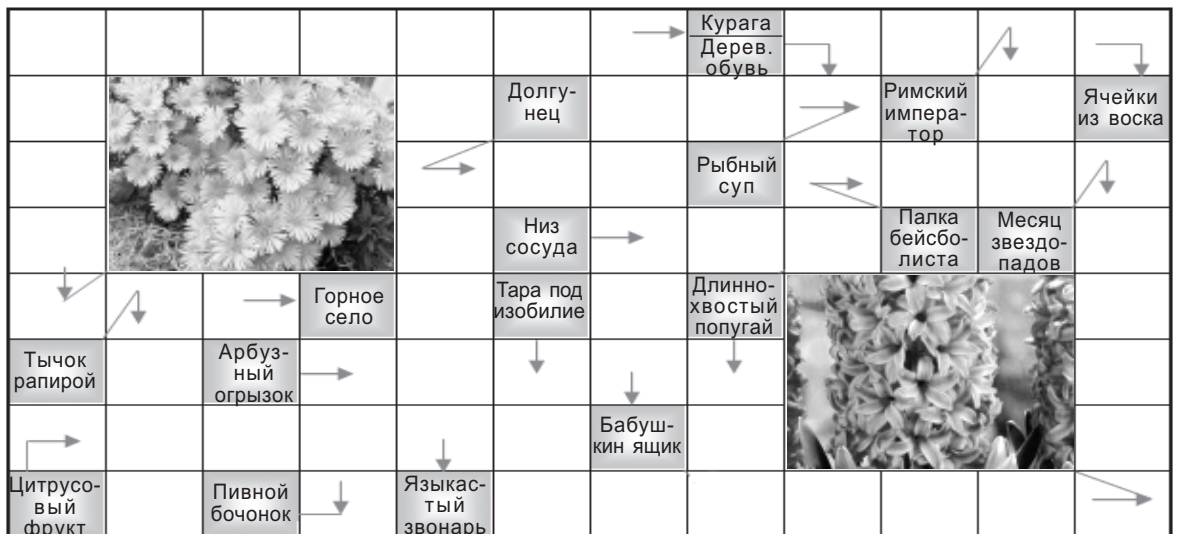 Курага
Дерев.
обувь
Долгу-
нец
Римский
импера-
тор
Ячейки
из воска
Рыбный
суп
Низ
сосуда
Палка
бейсбо-
листа
Месяц
звездо-
падов
Горное
село
Тара под
изобилие
Длинно-
хвостый
попугай
Тычок
рапирой
Арбуз-
ный
огрызок
Бабуш-
кин ящик
Цитрусо-
вый
фрукт
Пивной
бочонок
Языкас-
тый
звонарь